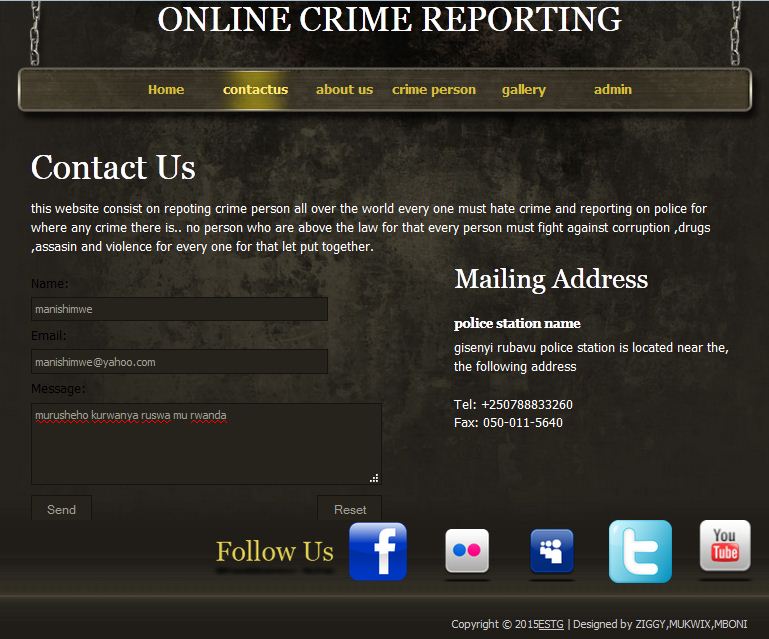 ONLINE CRIME REPORTING
Home contactus about us crime person gallery admin
Contact Us
this website consist on repoting crime person all over the world every one must hate crime and reporting on police for
where any crime there is.. no person who are above the law for that every person must fight against corruption ,drugs
,assasin and violence for every one for that let put together.
Name:
manishimwe
Email:
manishimwe@yahoo.com
Message:
murusheho kurwanya ruswa mu rwanda
Send Reset
Mailing Address
police station name
gisenyi rubavu police station is located near the,
the following address
Tel: +250788833260
Fax: 050-011-5640
Follow Us
f
t
You
Tube
Copyright © 2015ESTG | Designed by ZIGGY,MUKWIX,MBONI